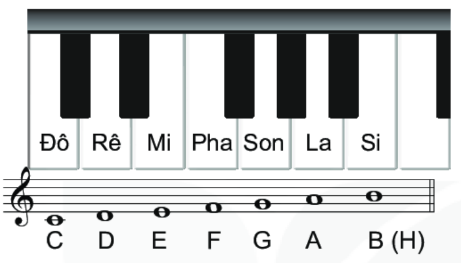 Đô Rê Mi Pha Son La Si
C D E F G A B (H)